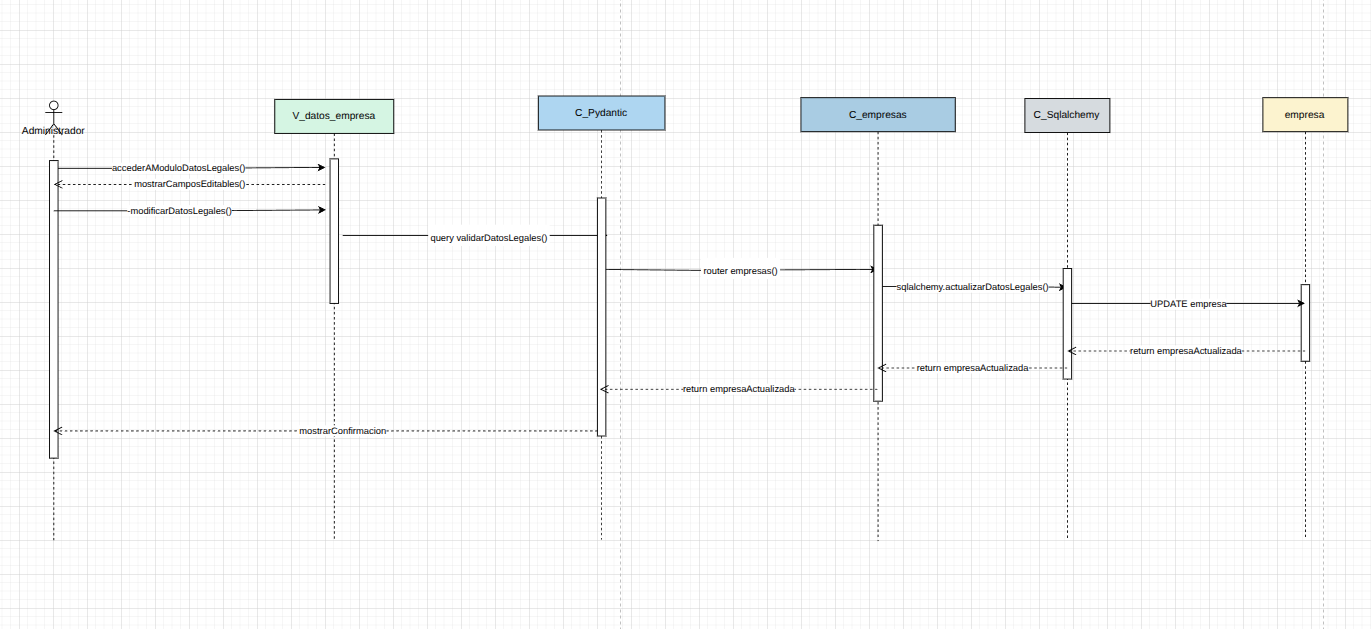 Administrador
V_datos_empresa
C_Pydantic
C_empresas
C_Sqlalchemy
empresa
accederAModuloDatosLegales()
mostrarCamposEditables()
modificarDatosLegales()
query validarDatosLegales()
router empresas()
sqlalchemy.actualizarDatosLegales()
UPDATE empresa
return empresaActualizada
return empresaActualizada
return empresaActualizada
mostrarConfirmacion